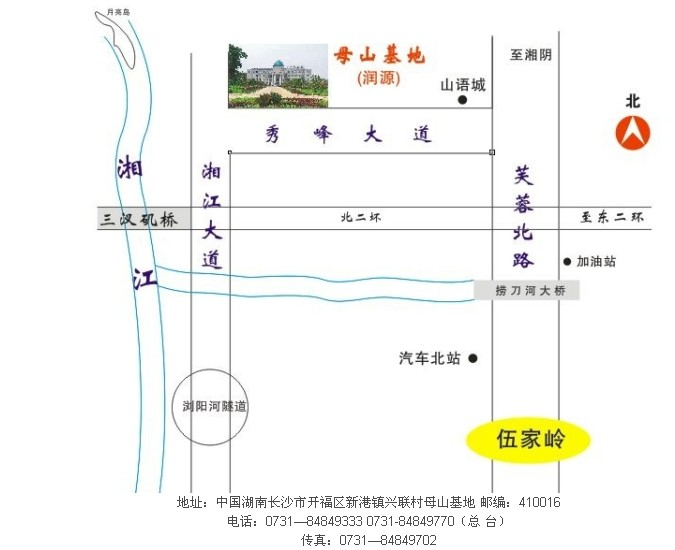 月亮岛
母山基地
(润源)
至湘阴
山语城
北
秀峰大道
湘江
湘江大道
芙蓉北路
三汊矶桥
北二环
至东二环
加油站
捞刀河大桥
汽车北站
浏阳河隧道
伍家岭
地址：中国湖南长沙市开福区新港镇兴联村母山基地 邮编：410016
电话：0731—84849333 0731-84849770（总 台）
传真：0731—84849702